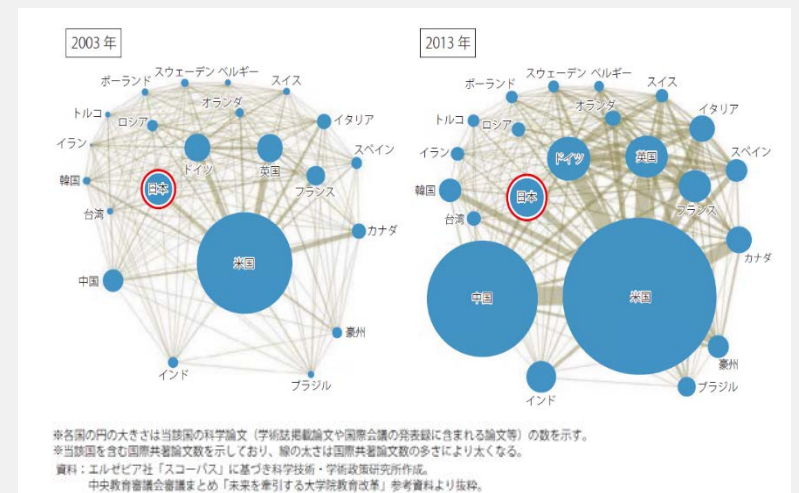 2003 年
スウェーデン ベルギー
ポーランド
スイス
オランダ
トルコ
ロシア
イタリア
イラン
ドイツ
英国
スペイン
韓国
日本
フランス
台湾
カナダ
米国
中国
豪州
インド
ブラジル
2013 年
スウェーデン ベルギー
ポーランド
スイス
オランダ
トルコ
ロシア
イタリア
イラン
ドイツ
英国
スペイン
韓国
日本
フランス
台湾
カナダ
中国
米国
豪州
インド
ブラジル
※各国の円の大きさは当該国の科学論文（学術誌掲載論文や国際会議の発表録に含まれる論文等）の数を示す。
※当該国を含む国際共著論文数を示しており、線の太さは国際共著論文数の多さにより太くなる。
資料：エルゼビア社「スコーパス」に基づき科学技術・学術政策研究所作成。
中央教育審議会審議まとめ「未来を牽引する大学院教育改革」参考資料より抜粋。